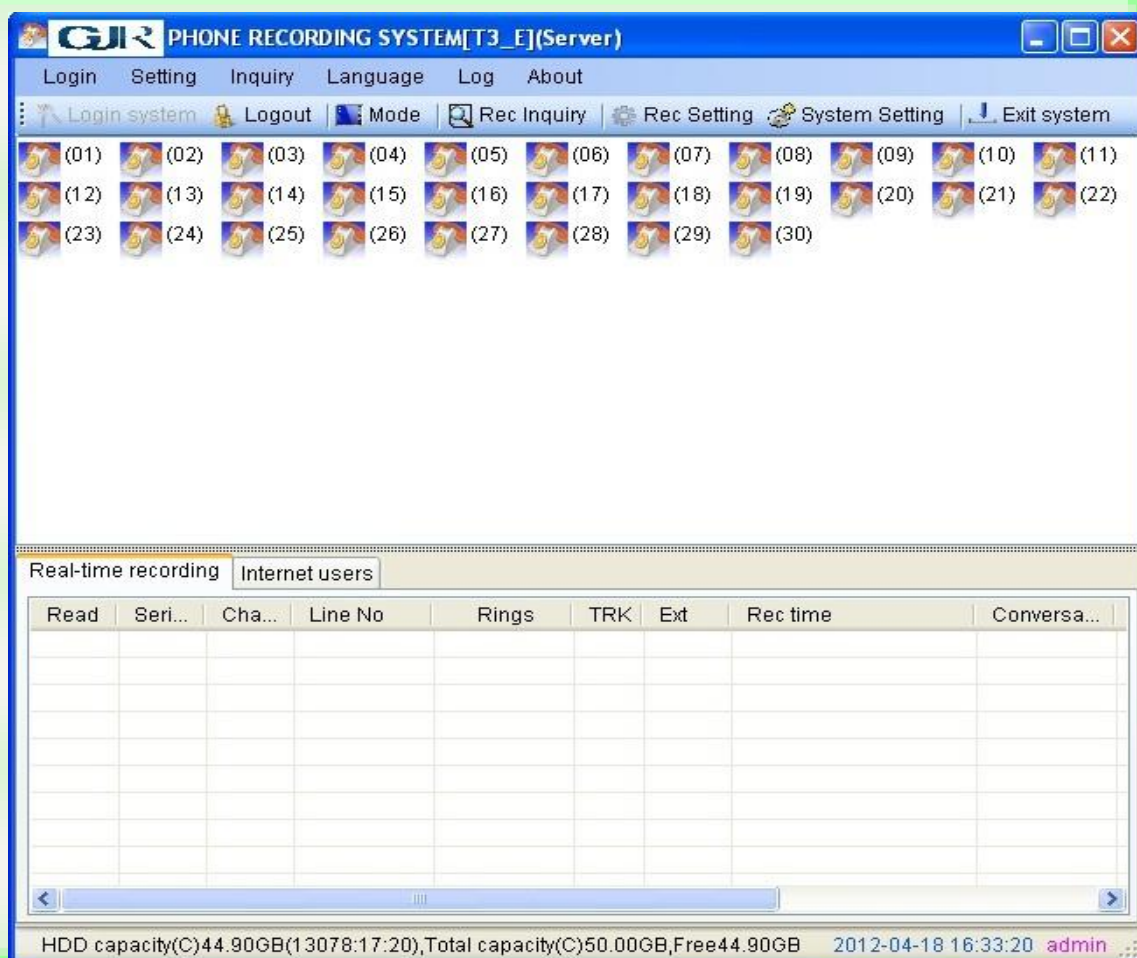 GJR PHONE RECORDING SYSTEM[T3_E](Server)
Login Setting Inquiry Language Log About
Login system Logout Mode Rec Inquiry Rec Setting System Setting Exit system
(01) (02) (03) (04) (05) (06) (07) (08) (09) (10) (11)
(12) (13) (14) (15) (16) (17) (18) (19) (20) (21) (22)
(23) (24) (25) (26) (27) (28) (29) (30)
Real-time recording Internet users
Read Seri... Cha... Line No Rings TRK Ext Rec time Conversa...
HDD capacity(C)44.90GB(13078:17:20),Total capacity(C)50.00GB,Free44.90GB 2012-04-18 16:33:20 admin